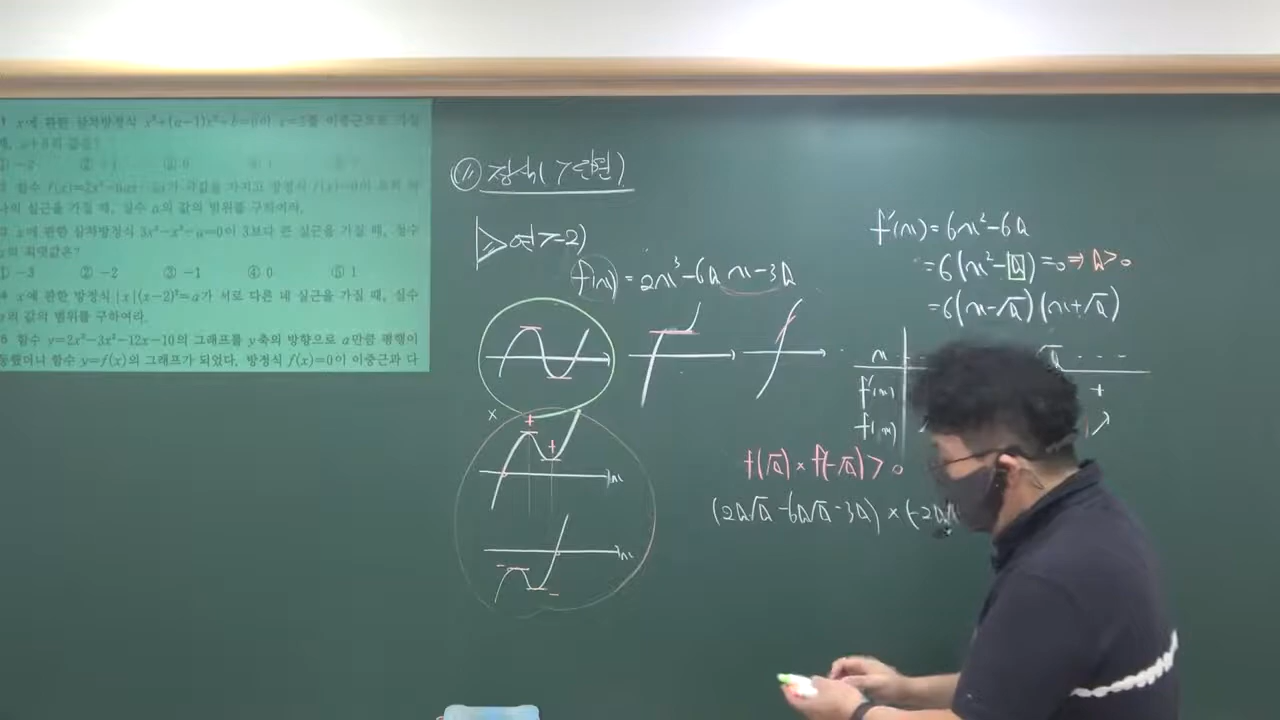 x에 관한 삼차방정식 x³+(a-1)x²+b=0이 x=2를 이중근으로 가질
때, a+b의 값은?
① -2 ② -1 ③ 0 ④ 1
함수 f(x)=2x³-6ax-3a가 극값을 가지고 방정식 f(x)=0이 오직 하
나의 실근을 가질 때, 실수 a의 값의 범위를 구하여라.
x에 관한 삼차방정식 3x³-x²-a=0이 3보다 큰 실근을 가질 때, 정수
a의 최댓값은?
① -3 ② -2 ③ -1 ④ 0 ⑤ 1
x에 관한 방정식 |x|(x-2)²=a가 서로 다른 네 실근을 가질 때, 실수
a의 값의 범위를 구하여라.
함수 y=2x³-3x²-12x-10의 그래프를 y축의 방향으로 a만큼 평행이
동했더니 함수 y=f(x)의 그래프가 되었다. 방정식 f(x)=0이 이중근과 다
f(x)=2x³-6ax-3a
x
x
f'(x)=6x²-6a
=6(x²-a)=0⇒a>0
=6(x-√a)(x+√a)
x √a ···
f'(x) +
f(x) ↗
f(√a)×f(-√a)>0
(2a√a-6a√a-3a)×(-2a